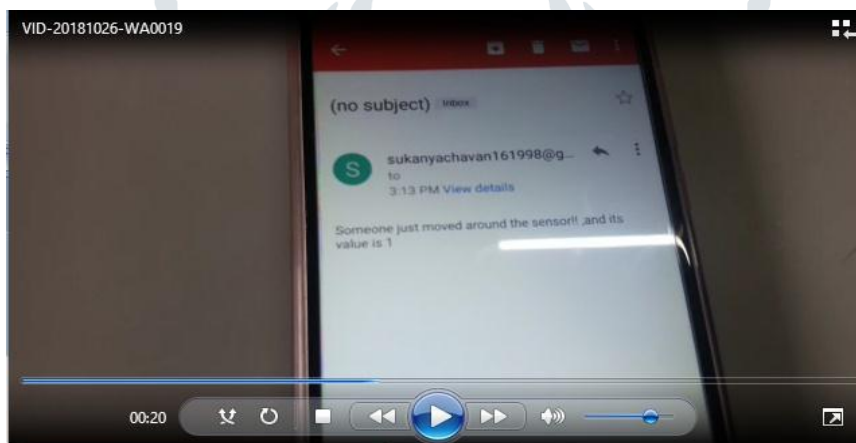 VID-20181026-WA0019
(no subject) Inbox
S
sukanyachavan161998@g...
to
3:13 PM View details
Someone just moved around the sensor!! ,and its
value is 1
00:20